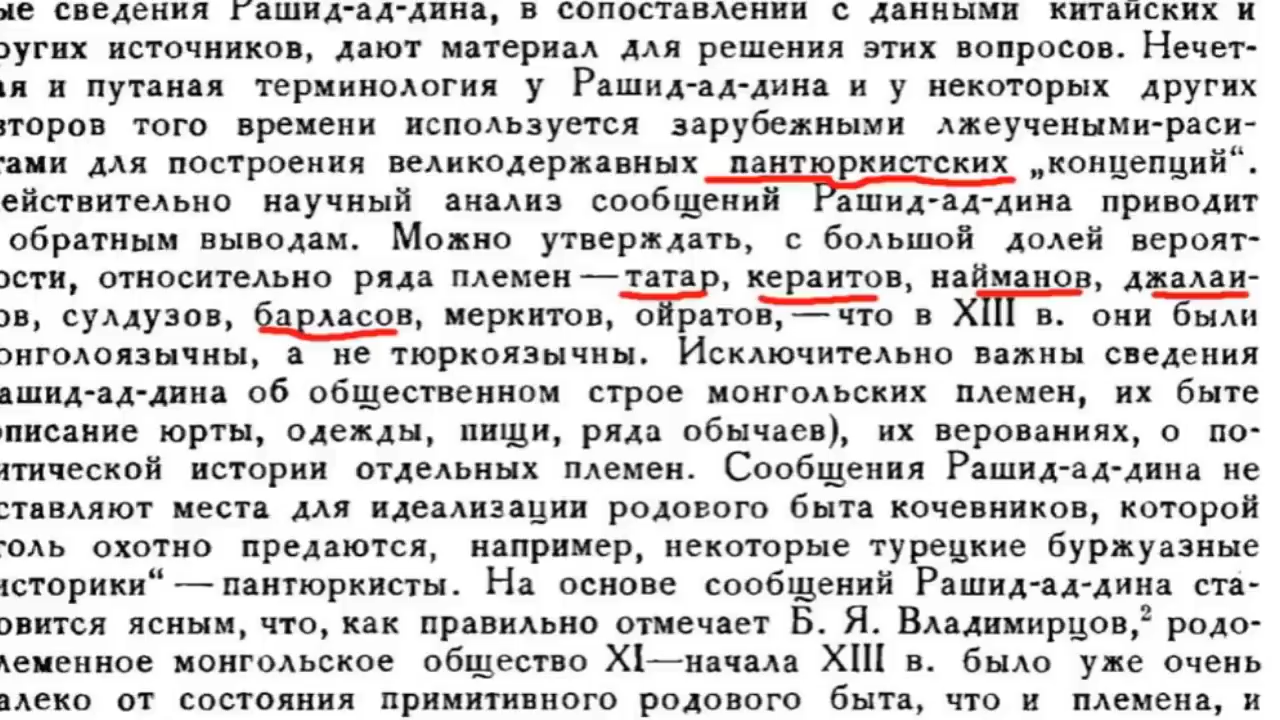 ые сведения Рашид-ад-дина, в сопоставлении с данными китайских и
ругих источников, дают материал для решения этих вопросов. Нечет-
ая и путаная терминология у Рашид-ад-дина и у некоторых других
второв того времени используется зарубежными лжеучеными-раси-
тами для построения великодержавных пантюркистских „концепций“.
ействительно научный анализ сообщений Рашид-ад-дина приводит
обратным выводам. Можно утверждать, с большой долей вероят-
ости, относительно ряда племен — татар, кераитов, найманов, джалаи-
ов, сулдузов, барласов, меркитов, ойратов, — что в XIII в. они были
онголоязычны, а не тюркоязычны. Исключительно важны сведения
ашид-ад-дина об общественном строе монгольских племен, их быте
описание юрты, одежды, пищи, ряда обычаев), их верованиях, о по-
итической истории отдельных племен. Сообщения Рашид-ад-дина не
ставляют места для идеализации родового быта кочевников, которой
толь охотно предаются, например, некоторые турецкие буржуазные
историки“ — пантюркисты. На основе сообщений Рашид-ад-дина ста-
овится ясным, что, как правильно отмечает Б. Я. Владимирцов,² родо-
леменное монгольское общество XI—начала XIII в. было уже очень
алеко от состояния примитивного родового быта, что и племена, и